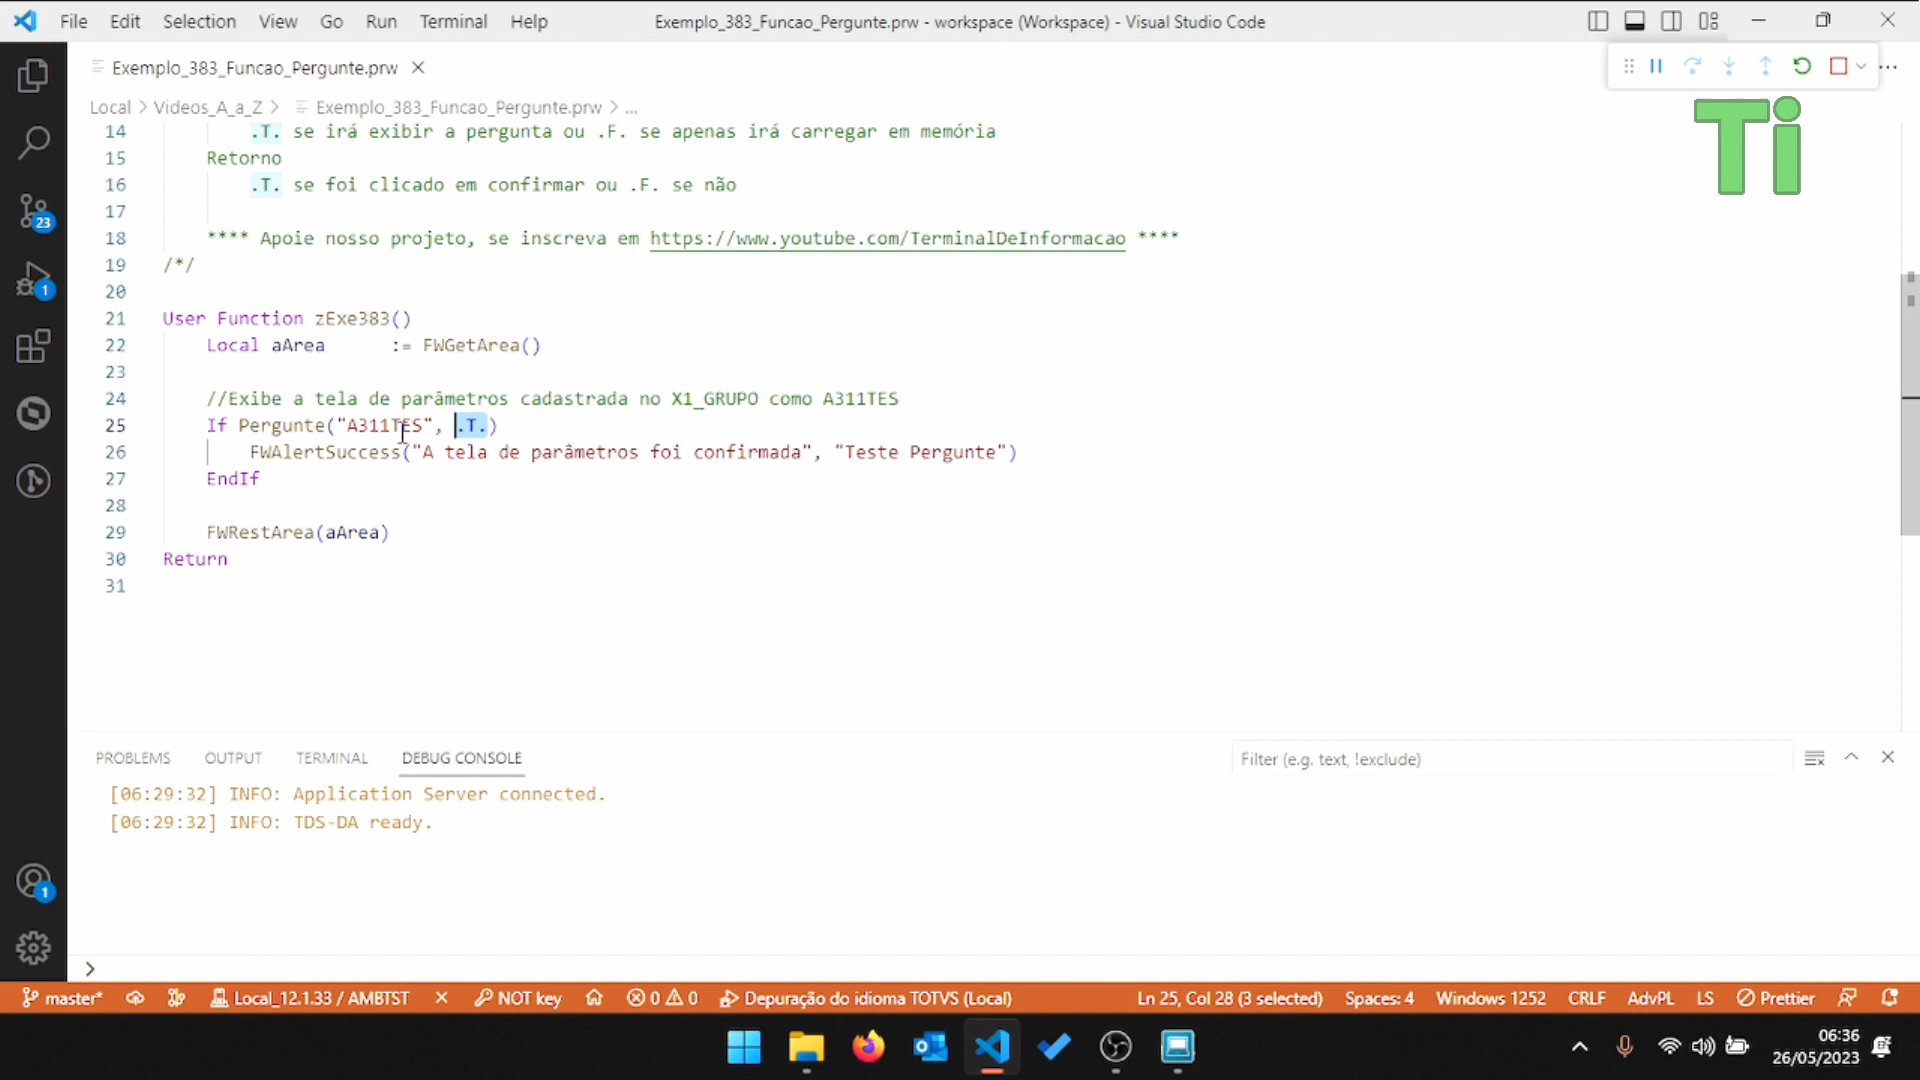 File Edit Selection View Go Run Terminal Help Exemplo_383_Funcao_Pergunte.prw - workspace (Workspace) - Visual Studio Code
Exemplo_383_Funcao_Pergunte.prw
Local > Videos_A_a_Z > Exemplo_383_Funcao_Pergunte.prw > ...
Ti
14 .T. se irá exibir a pergunta ou .F. se apenas irá carregar em memória
15 Retorno
16 .T. se foi clicado em confirmar ou .F. se não
17
18 **** Apoie nosso projeto, se inscreva em https://www.youtube.com/TerminalDeInformacao ****
19 /*/
20
21 User Function zExe383()
22 Local aArea := FWGetArea()
23
24 //Exibe a tela de parâmetros cadastrada no X1_GRUPO como A311TES
25 If Pergunte("A311TES", .T.)
26 FWAlertSuccess("A tela de parâmetros foi confirmada", "Teste Pergunte")
27 EndIf
28
29 FWRestArea(aArea)
30 Return
31
23
1
1
PROBLEMS OUTPUT TERMINAL DEBUG CONSOLE Filter (e.g. text, !exclude)
[06:29:32] INFO: Application Server connected.
[06:29:32] INFO: TDS-DA ready.
master* Local_12.1.33 / AMBTST NOT key 0 0 Depuração do idioma TOTVS (Local) Ln 25, Col 28 (3 selected) Spaces: 4 Windows 1252 CRLF AdvPL LS Prettier
06:36
26/05/2023